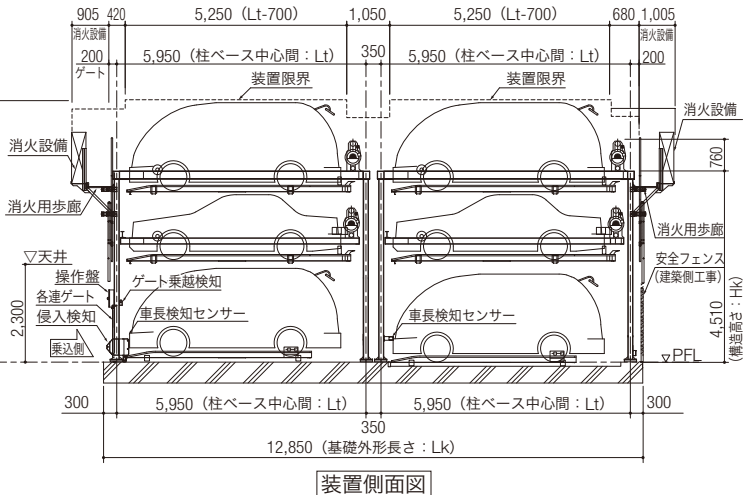 905 420 5,250 (Lt-700) 1,050 5,250 (Lt-700) 680 1,005
消火設備 消火設備
200 5,950 (柱ベース中心間：Lt) 350 5,950 (柱ベース中心間：Lt) 200
ゲート
装置限界 装置限界
消火設備
消火設備
760
消火用歩廊
消火用歩廊
▽天井
安全フェンス
(建築側工事)
操作盤
ゲート乗越検知
各連ゲート
車長検知センサー 車長検知センサー
侵入検知
乗込側
2,300
4,510
(構造高さ：Hk)
▽PFL
300 5,950 (柱ベース中心間：Lt) 5,950 (柱ベース中心間：Lt) 300
350
12,850 (基礎外形長さ：Lk)
装置側面図